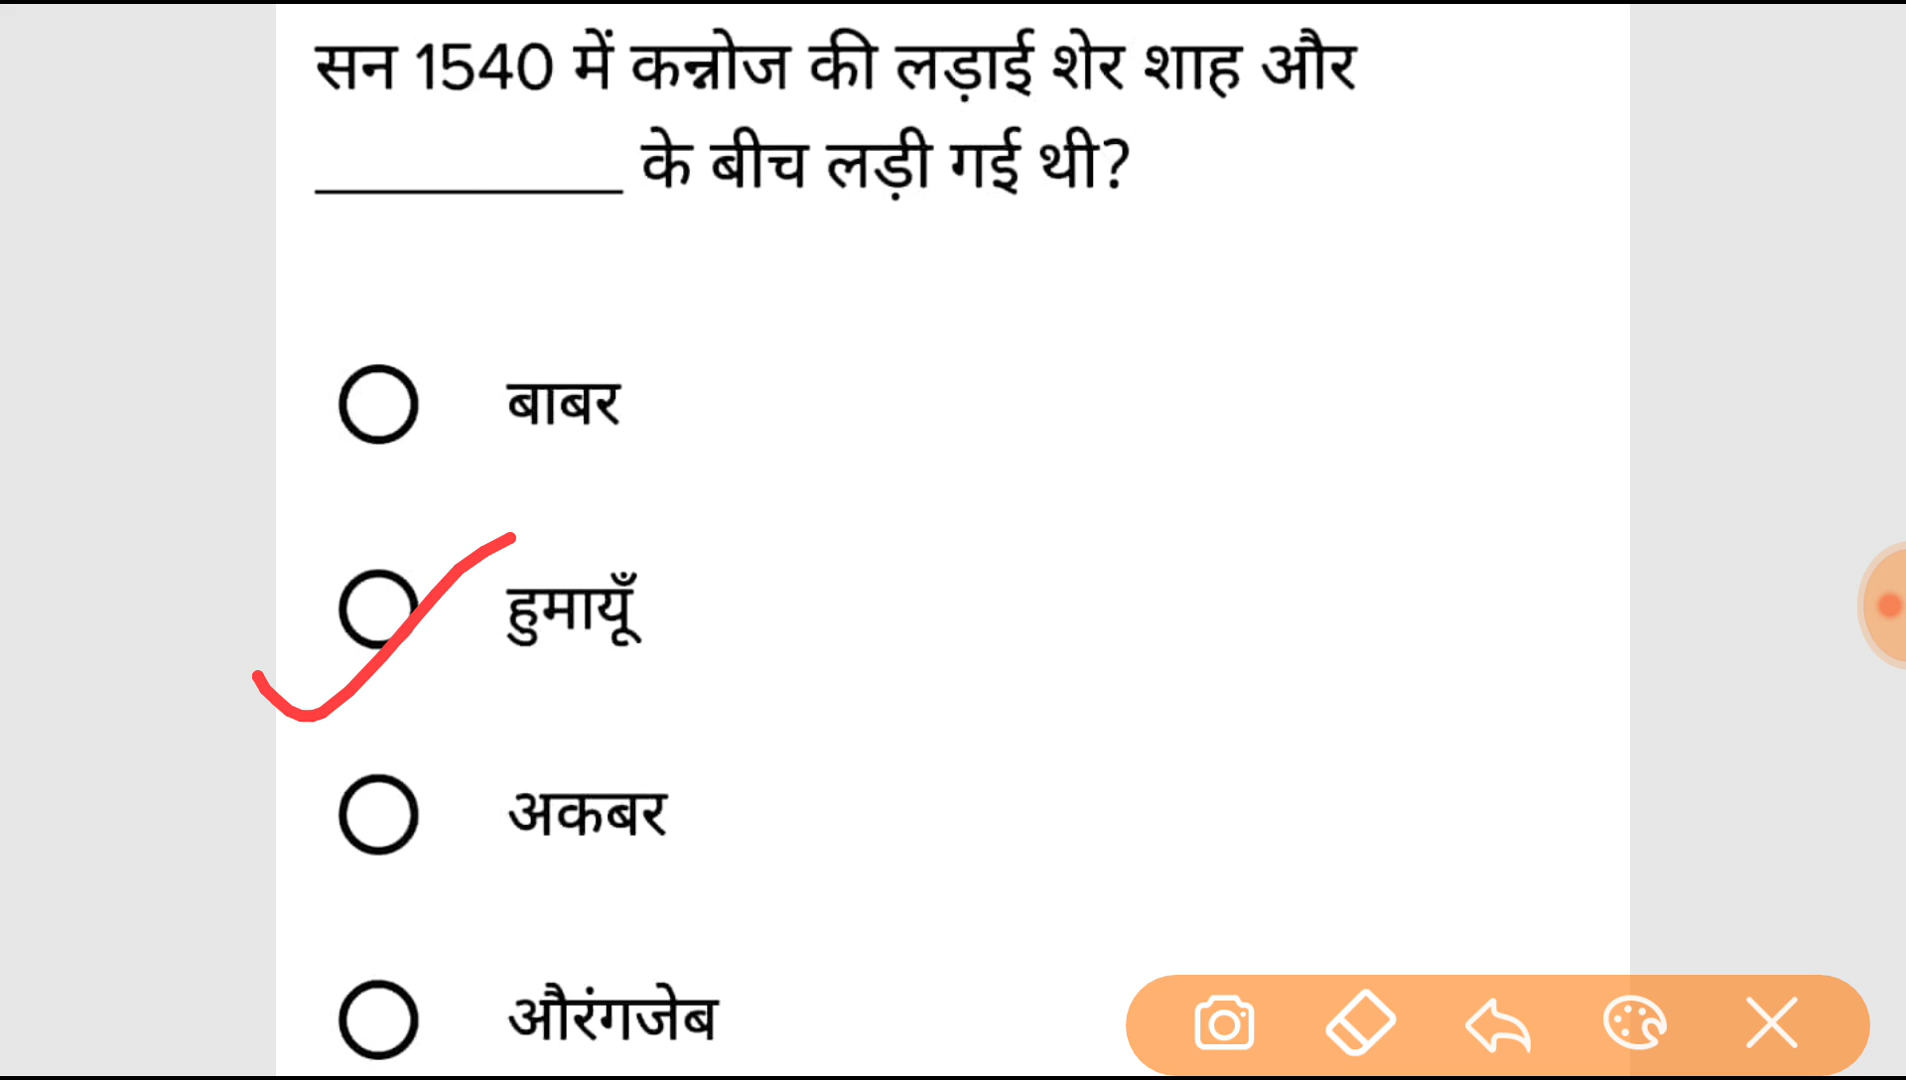 सन 1540 में कन्नोज की लड़ाई शेर शाह और
__________ के बीच लड़ी गई थी?
बाबर
हुमायूँ
अकबर
औरंगजेब